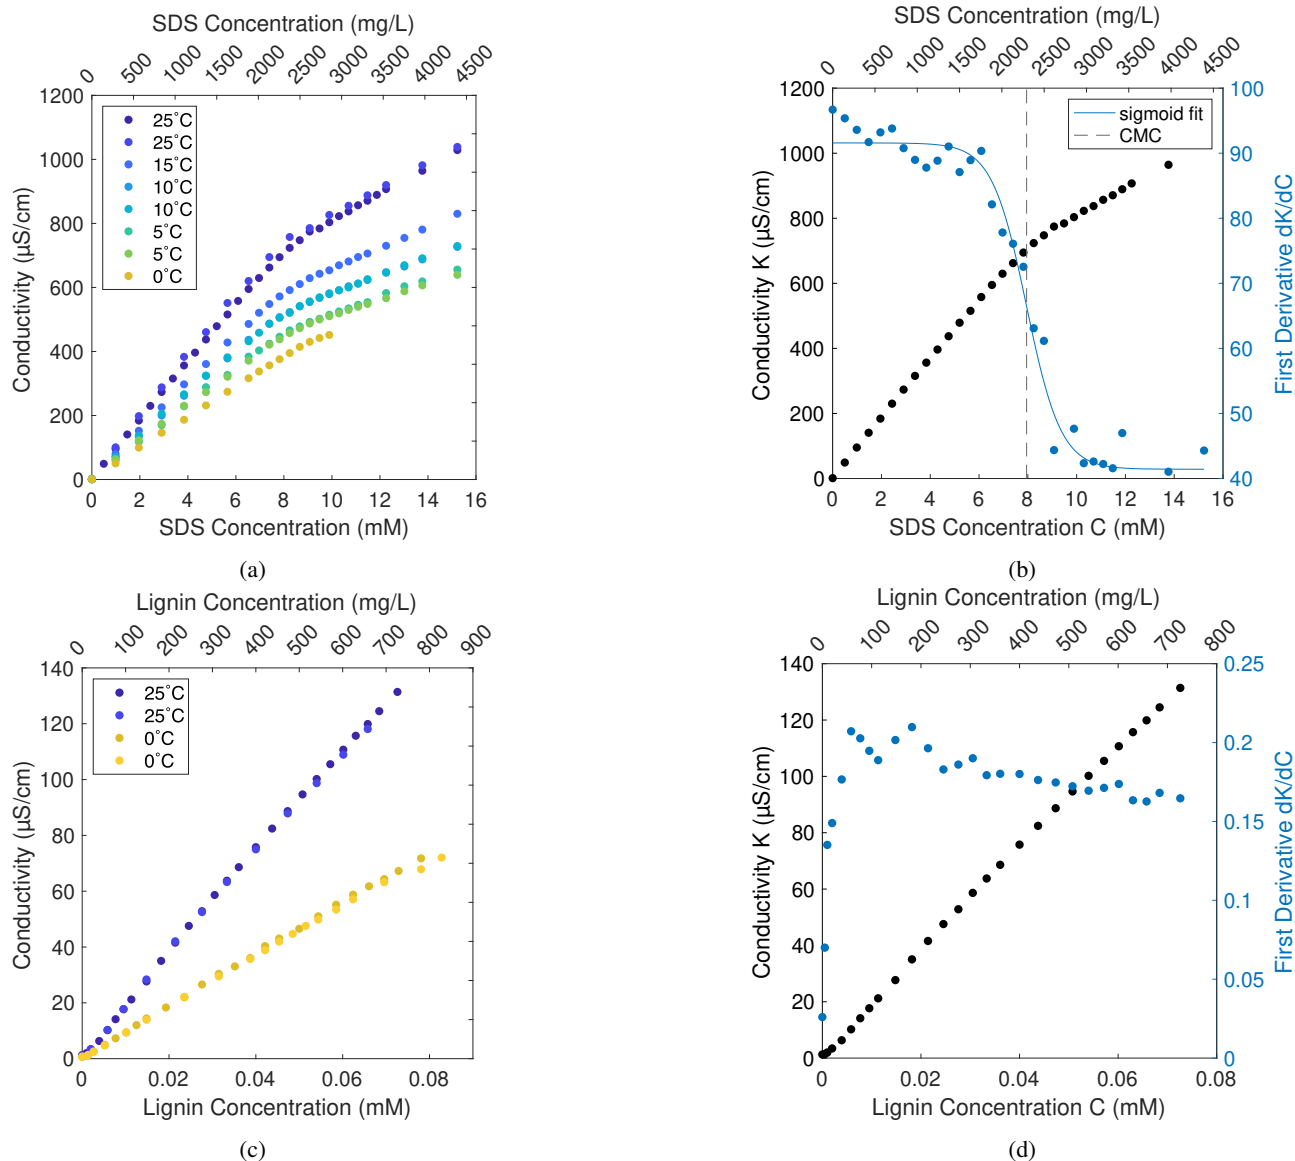 SDS Concentration (mg/L)
0 500 1000 1500 2000 2500 3000 3500 4000 4500
1200
1000
800
600
400
200
0
Conductivity (µS/cm)
25°C
25°C
15°C
10°C
10°C
5°C
5°C
0°C
0 2 4 6 8 10 12 14 16
SDS Concentration (mM)
(a)
SDS Concentration (mg/L)
0 500 1000 1500 2000 2500 3000 3500 4000 4500
1200
1000
800
600
400
200
0
Conductivity K (µS/cm)
sigmoid fit
CMC
100
90
80
70
60
50
40
First Derivative dK/dC
0 2 4 6 8 10 12 14 16
SDS Concentration C (mM)
(b)
Lignin Concentration (mg/L)
0 100 200 300 400 500 600 700 800 900
140
120
100
80
60
40
20
0
Conductivity (µS/cm)
25°C
25°C
0°C
0°C
0 0.02 0.04 0.06 0.08
Lignin Concentration (mM)
(c)
Lignin Concentration (mg/L)
0 100 200 300 400 500 600 700 800
140
120
100
80
60
40
20
0
Conductivity K (µS/cm)
0.25
0.2
0.15
0.1
0.05
0
First Derivative dK/dC
0 0.02 0.04 0.06 0.08
Lignin Concentration C (mM)
(d)